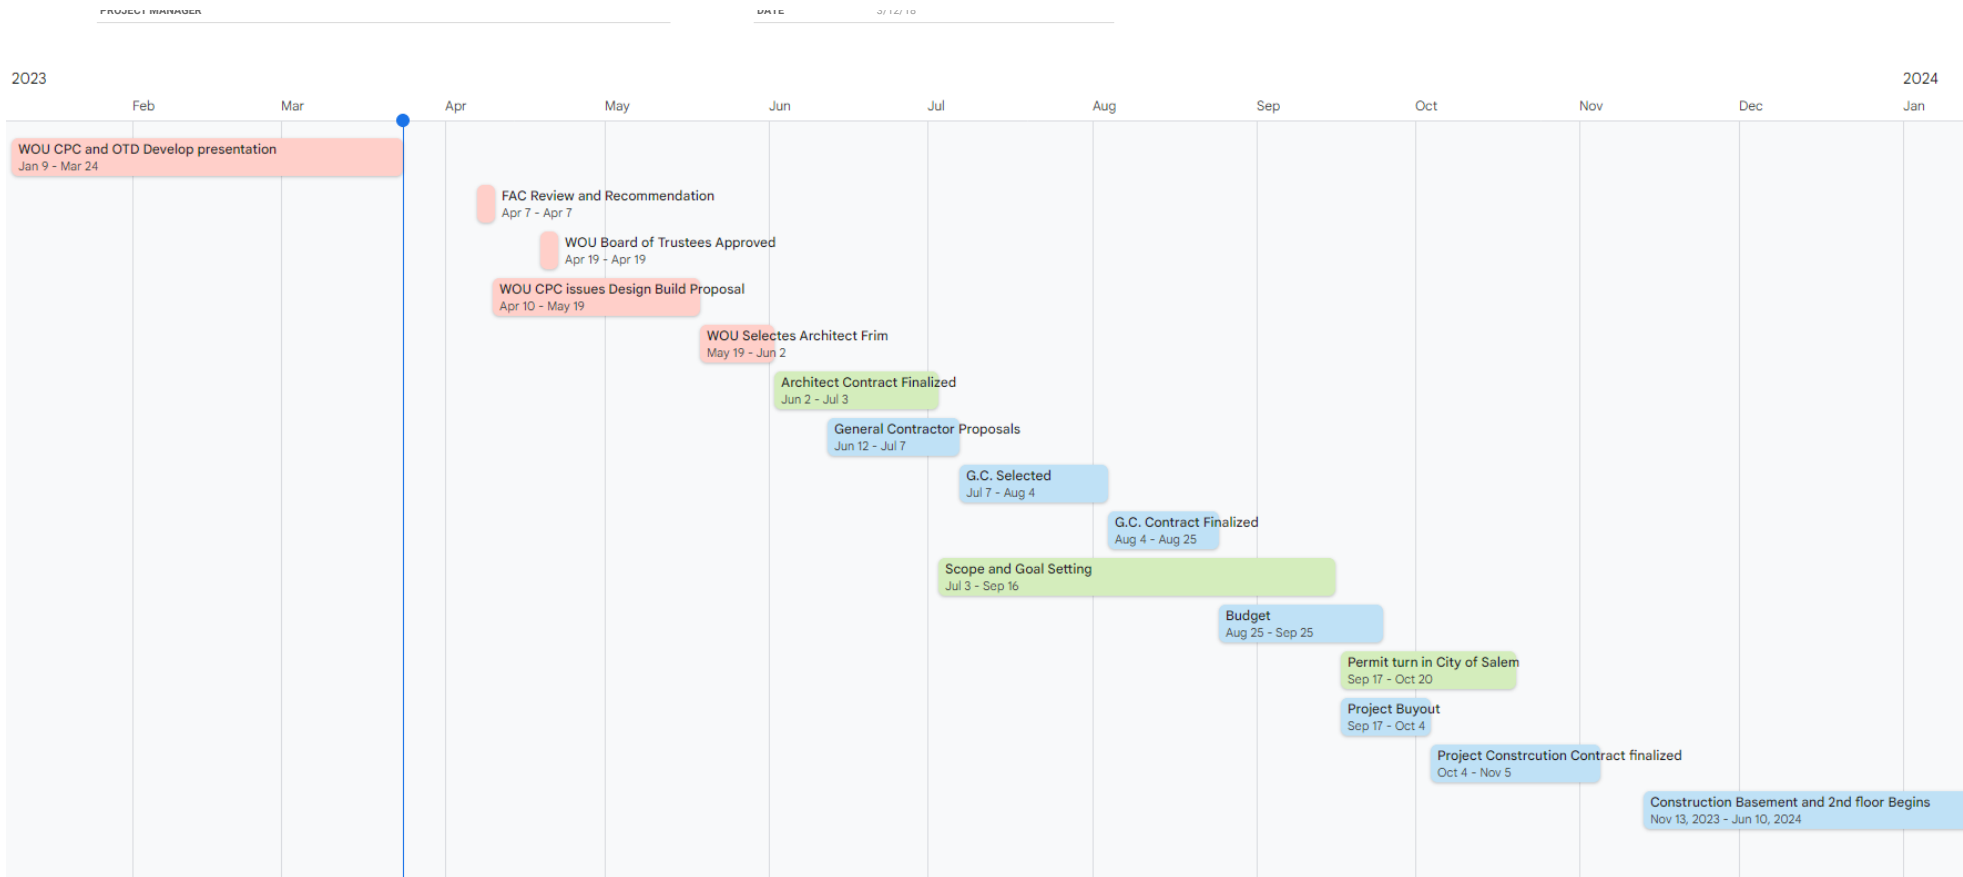 PROJECT MANAGER
DATE 3/12/18
2023 2024
Feb Mar Apr May Jun Jul Aug Sep Oct Nov Dec Jan
WOU CPC and OTD Develop presentation
Jan 9 - Mar 24
FAC Review and Recommendation
Apr 7 - Apr 7
WOU Board of Trustees Approved
Apr 19 - Apr 19
WOU CPC issues Design Build Proposal
Apr 10 - May 19
WOU Selectes Architect Frim
May 19 - Jun 2
Architect Contract Finalized
Jun 2 - Jul 3
General Contractor Proposals
Jun 12 - Jul 7
G.C. Selected
Jul 7 - Aug 4
G.C. Contract Finalized
Aug 4 - Aug 25
Scope and Goal Setting
Jul 3 - Sep 16
Budget
Aug 25 - Sep 25
Permit turn in City of Salem
Sep 17 - Oct 20
Project Buyout
Sep 17 - Oct 4
Project Constrcution Contract finalized
Oct 4 - Nov 5
Construction Basement and 2nd floor Begins
Nov 13, 2023 - Jun 10, 2024